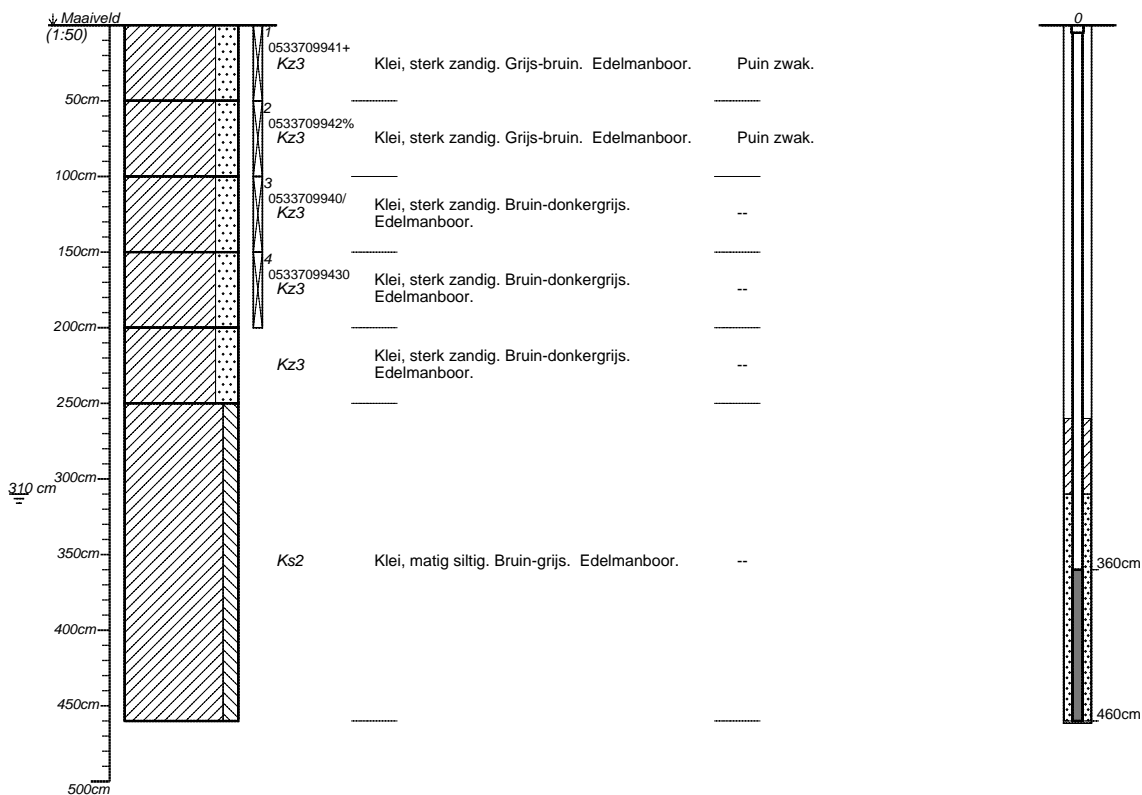 Maaiveld
0
(1:50)
1
0533709941+
Kz3 Klei, sterk zandig. Grijs-bruin. Edelmanboor. Puin zwak.
50cm
2
0533709942%
Kz3 Klei, sterk zandig. Grijs-bruin. Edelmanboor. Puin zwak.
100cm
3
0533709940/
Kz3 Klei, sterk zandig. Bruin-donkergrijs. --
Edelmanboor.
150cm
4
05337099430
Kz3 Klei, sterk zandig. Bruin-donkergrijs. --
Edelmanboor.
200cm
Kz3 Klei, sterk zandig. Bruin-donkergrijs. --
Edelmanboor.
250cm
300cm
310 cm
350cm
Ks2 Klei, matig siltig. Bruin-grijs. Edelmanboor. --
360cm
400cm
450cm
460cm
500cm